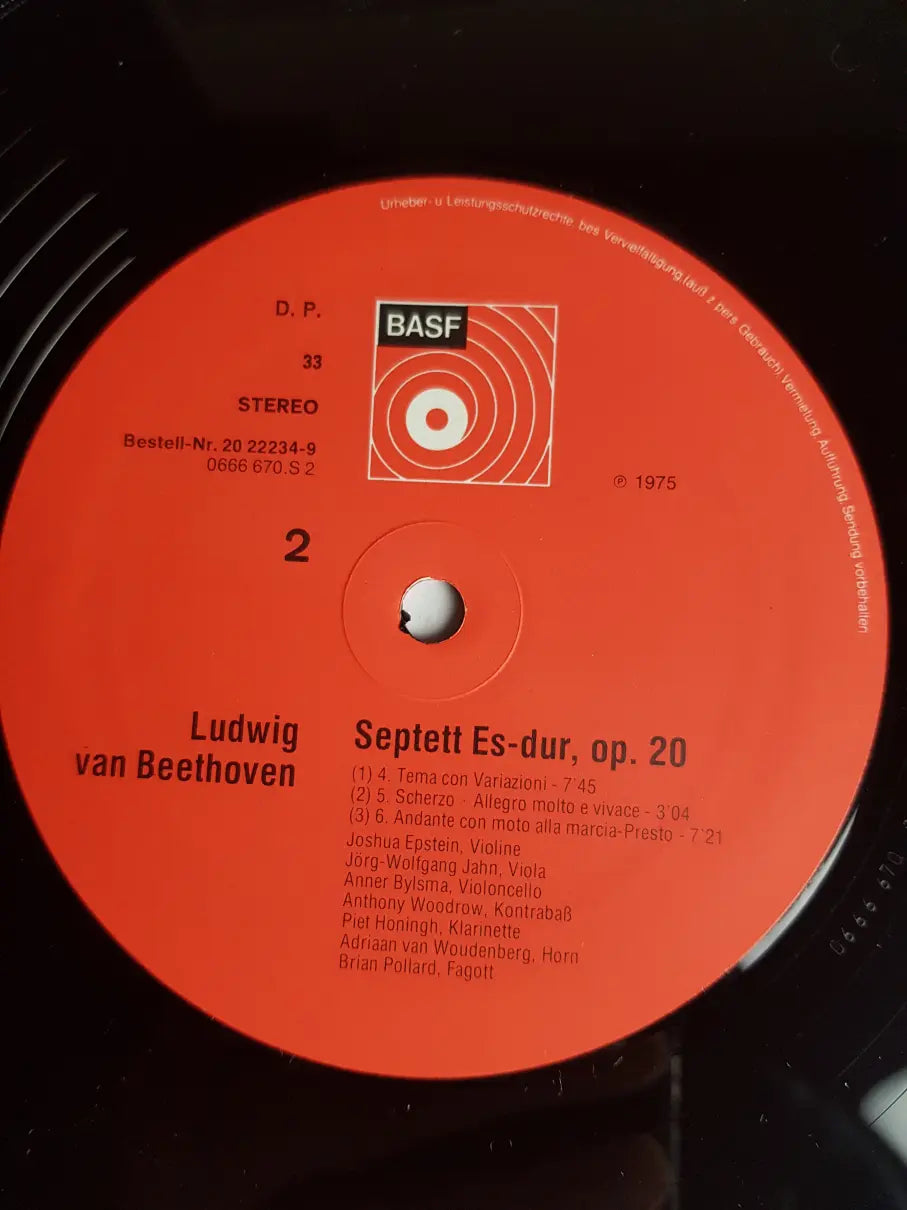 Urheber- u Leistungsschutzrechte, bes Vervielfältigung (auß z pers Gebrauch) Vermietung Aufführung Sendung vorbehalten
D. P.
BASF
33
STEREO
Bestell-Nr. 20 22234-9
0666 670.S 2
℗ 1975
2
Ludwig
van Beethoven
Septett Es-dur, op. 20
(1) 4. Tema con Variazioni - 7'45
(2) 5. Scherzo · Allegro molto e vivace - 3'04
(3) 6. Andante con moto alla marcia-Presto - 7'21
Joshua Epstein, Violine
Jörg-Wolfgang Jahn, Viola
Anner Bylsma, Violoncello
Anthony Woodrow, Kontrabaß
Piet Honingh, Klarinette
Adriaan van Woudenberg, Horn
Brian Pollard, Fagott
0666 670